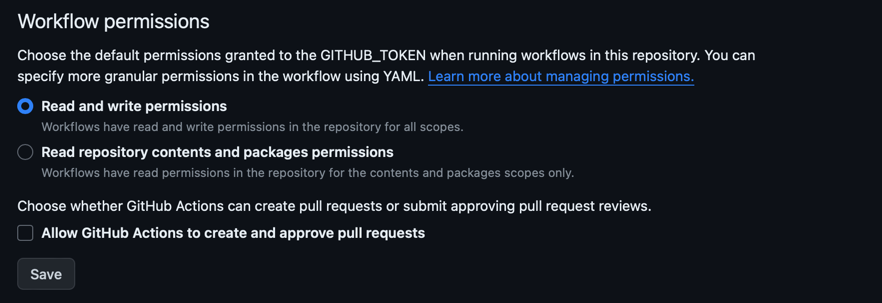 Workflow permissions
Choose the default permissions granted to the GITHUB_TOKEN when running workflows in this repository. You can
specify more granular permissions in the workflow using YAML. Learn more about managing permissions.
Read and write permissions
Workflows have read and write permissions in the repository for all scopes.
Read repository contents and packages permissions
Workflows have read permissions in the repository for the contents and packages scopes only.
Choose whether GitHub Actions can create pull requests or submit approving pull request reviews.
Allow GitHub Actions to create and approve pull requests
Save